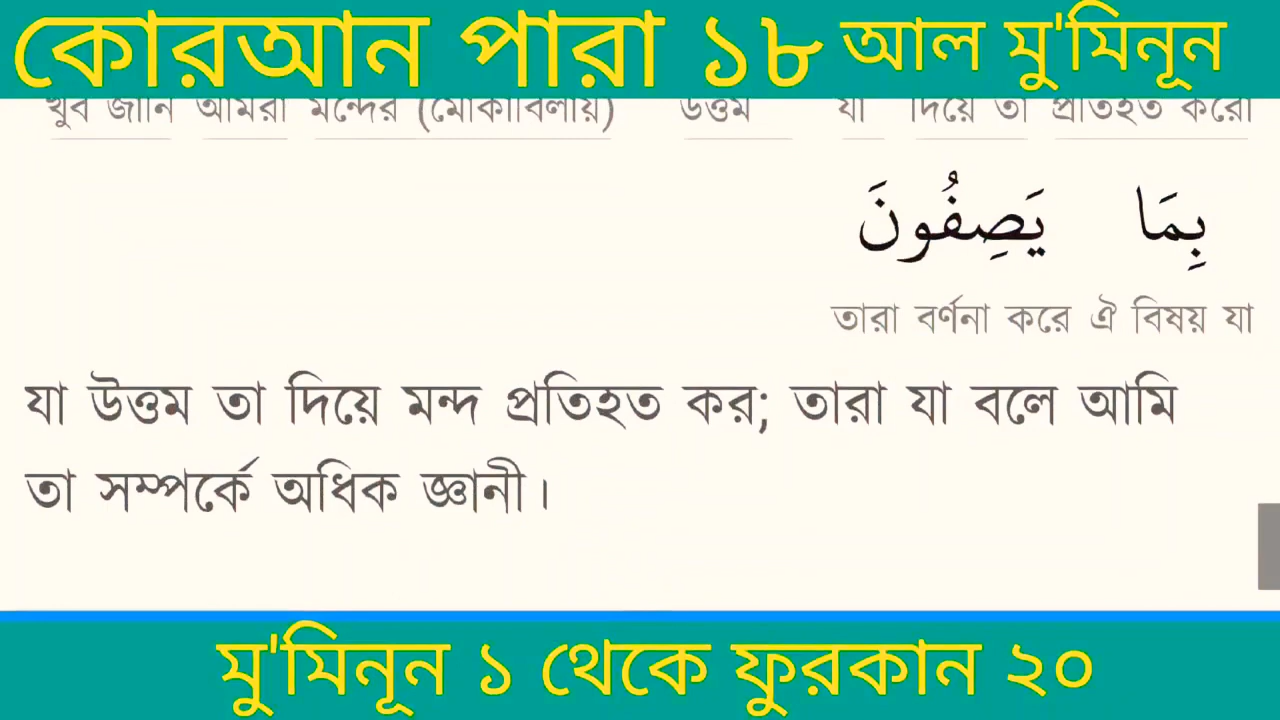 কোরআন পারা ১৮ আল মু'মিনূন
খুব জানি আমরা মন্দের (মোকাবিলায়) উত্তম যা দিয়ে তা প্রতিহত করো
بِمَا يَصِفُونَ
তারা বর্ণনা করে ঐ বিষয় যা
যা উত্তম তা দিয়ে মন্দ প্রতিহত কর; তারা যা বলে আমি
তা সম্পর্কে অধিক জ্ঞানী।
মু'মিনূন ১ থেকে ফুরকান ২০